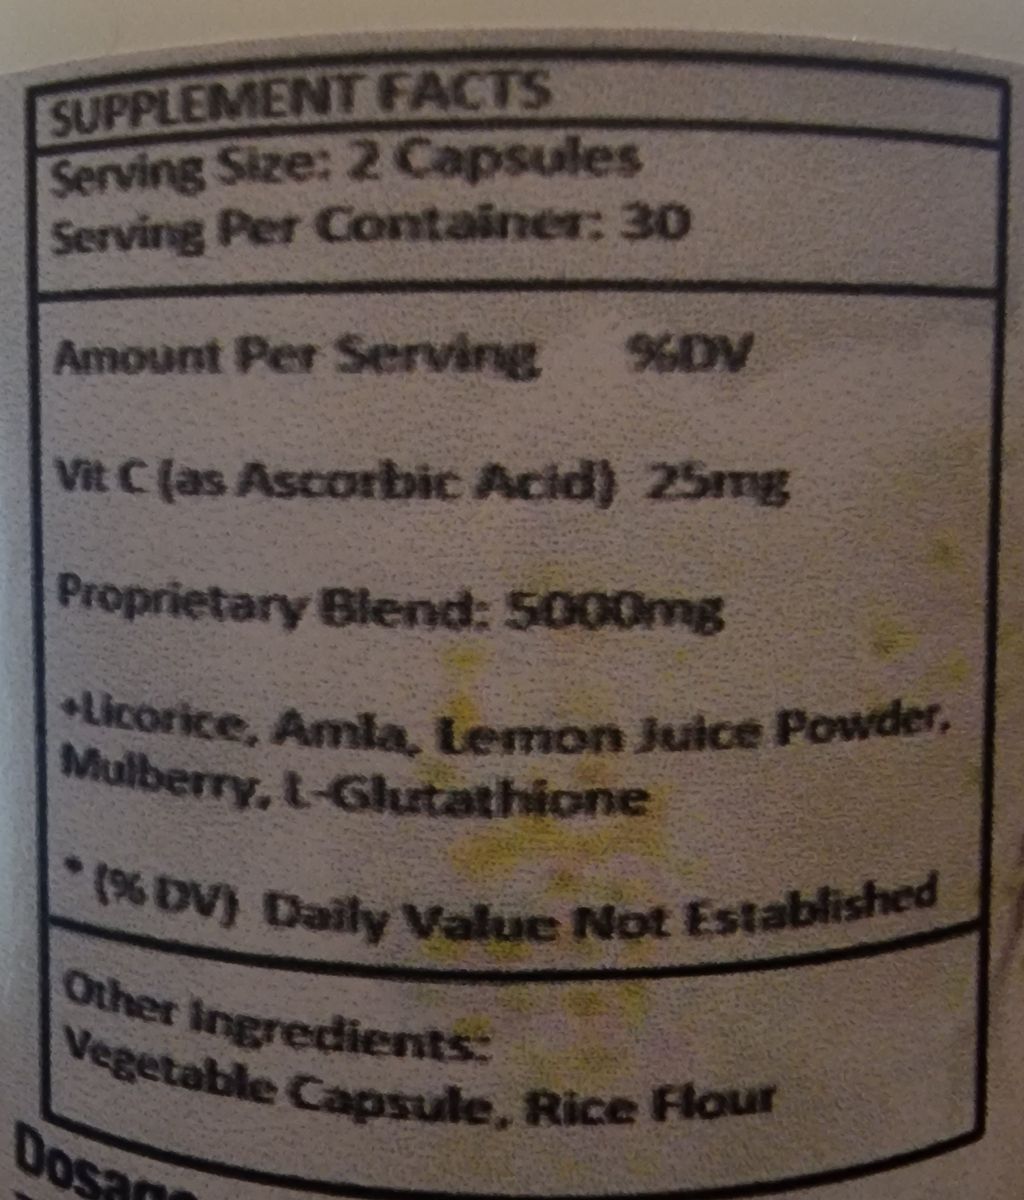 SUPPLEMENT FACTS
Serving Size: 2 Capsules
Serving Per Container: 30
Amount Per Serving %DV
Vit C (as Ascorbic Acid) 25mg
Proprietary Blend: 5000mg
+Licorice, Amla, Lemon Juice Powder,
Mulberry, L-Glutathione
* (% DV) Daily Value Not Established
Other Ingredients:
Vegetable Capsule, Rice Flour